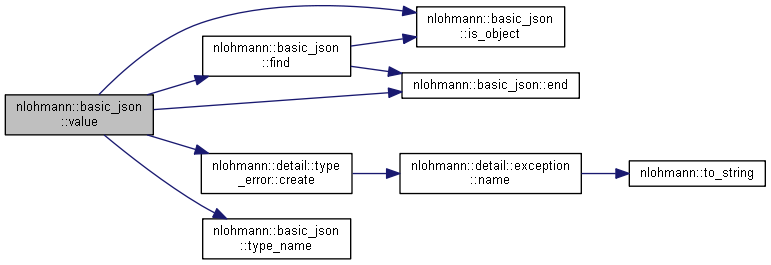 nlohmann::basic_json
::is_object
nlohmann::basic_json
::find
nlohmann::basic_json::end
nlohmann::basic_json
::value
nlohmann::detail::type
_error::create
nlohmann::detail::exception
::name
nlohmann::to_string
nlohmann::basic_json
::type_name